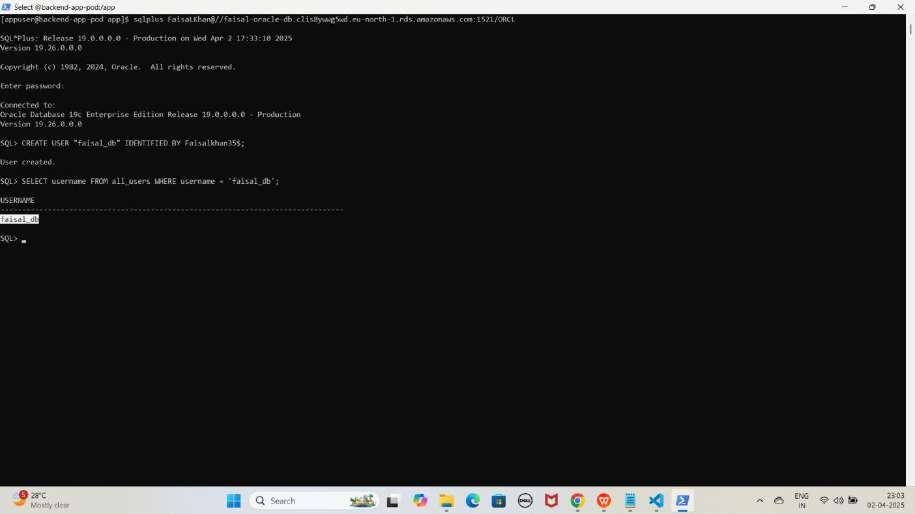 Select @backend-app-pod:/app
[appuser@backend-app-pod app]$ sqlplus FaisaLKhan@//faisal-oracle-db.clis8ywwg5wd.eu-north-1.rds.amazonaws.com:1521/ORCL
SQL*Plus: Release 19.0.0.0.0 - Production on Wed Apr 2 17:33:10 2025
Version 19.26.0.0.0
Copyright (c) 1982, 2024, Oracle.  All rights reserved.
Enter password:
Connected to:
Oracle Database 19c Enterprise Edition Release 19.0.0.0.0 - Production
Version 19.26.0.0.0
SQL> CREATE USER "faisal_db" IDENTIFIED BY Faisalkhan35$;
User created.
SQL> SELECT username FROM all_users WHERE username = 'faisal_db';
USERNAME
--------------------------------------------------------------------------------
faisal_db
SQL>
5
28°C
Mostly clear
Search
DELL
ENG
IN
23:03
02-04-2025